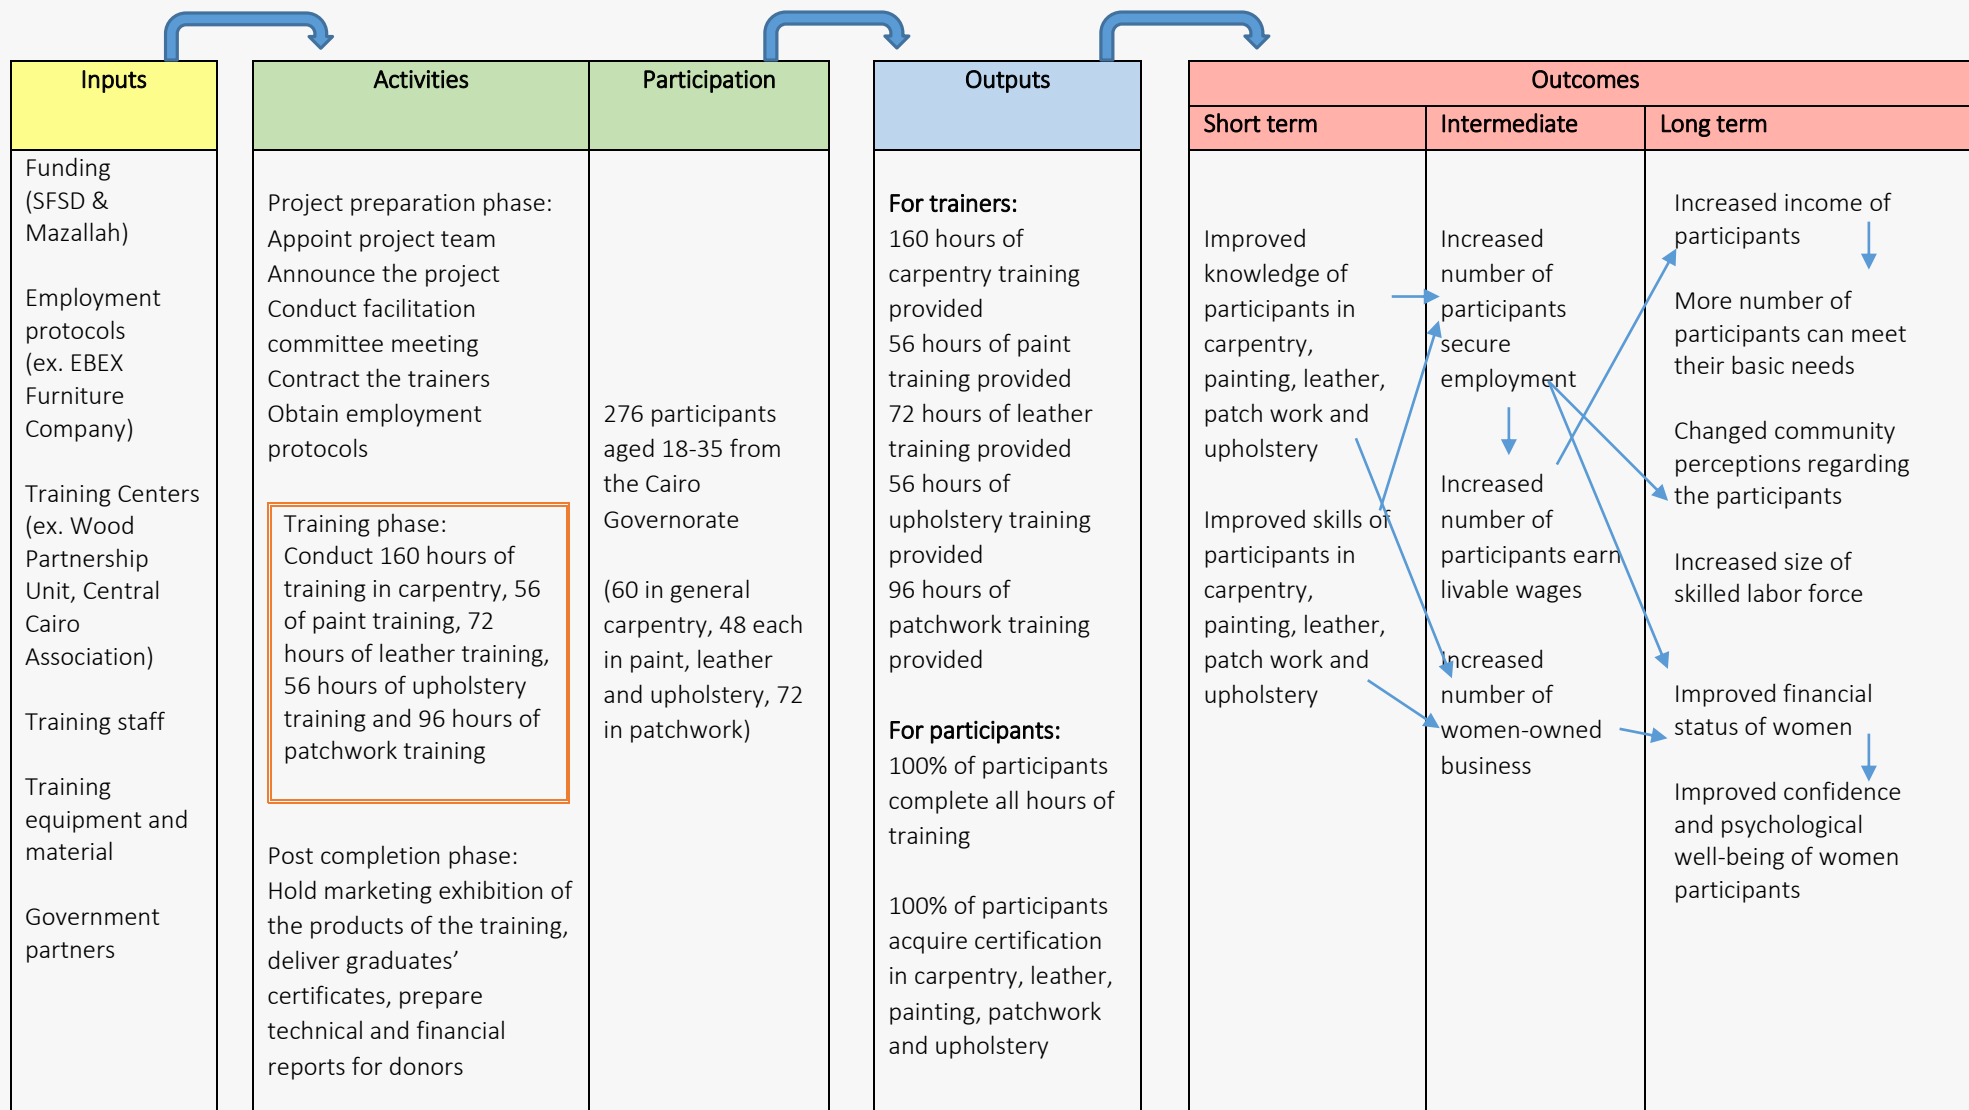 Inputs
Funding
(SFSD &
Mazallah)
Employment
protocols
(ex. EBEX
Furniture
Company)
Training Centers
(ex. Wood
Partnership
Unit, Central
Cairo
Association)
Training staff
Training
equipment and
material
Government
partners
Activities
Project preparation phase:
Appoint project team
Announce the project
Conduct facilitation
committee meeting
Contract the trainers
Obtain employment
protocols
Training phase:
Conduct 160 hours of
training in carpentry, 56
of paint training, 72
hours of leather training,
56 hours of upholstery
training and 96 hours of
patchwork training
Post completion phase:
Hold marketing exhibition of
the products of the training,
deliver graduates’
certificates, prepare
technical and financial
reports for donors
Participation
276 participants
aged 18-35 from
the Cairo
Governorate
(60 in general
carpentry, 48 each
in paint, leather
and upholstery, 72
in patchwork)
Outputs
For trainers:
160 hours of
carpentry training
provided
56 hours of paint
training provided
72 hours of leather
training provided
56 hours of
upholstery training
provided
96 hours of
patchwork training
provided
For participants:
100% of participants
complete all hours of
training
100% of participants
acquire certification
in carpentry, leather,
painting, patchwork
and upholstery
Outcomes
Short term
Improved
knowledge of
participants in
carpentry,
painting, leather,
patch work and
upholstery
Improved skills of
participants in
carpentry,
painting, leather,
patch work and
upholstery
Intermediate
Increased
number of
participants
secure
employment
Increased
number of
participants earn
livable wages
Increased
number of
women-owned
business
Long term
Increased income of
participants
More number of
participants can meet
their basic needs
Changed community
perceptions regarding
the participants
Increased size of
skilled labor force
Improved financial
status of women
Improved confidence
and psychological
well-being of women
participants